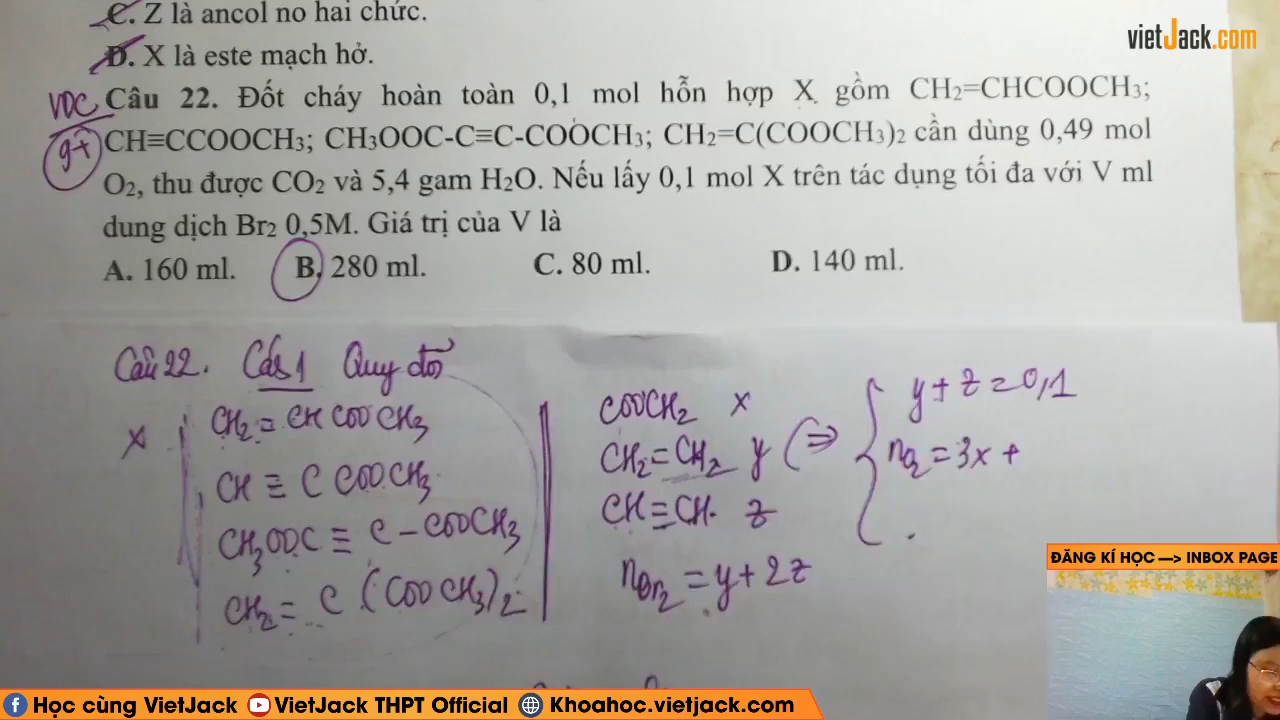 C. Z là ancol no hai chức.
D. X là este mạch hở.
vietJack.com
VDC
9+
Câu 22. Đốt cháy hoàn toàn 0,1 mol hỗn hợp X gồm CH2=CHCOOCH3;
CH≡CCOOCH3; CH3OOC-C≡C-COOCH3; CH2=C(COOCH3)2 cần dùng 0,49 mol
O2, thu được CO2 và 5,4 gam H2O. Nếu lấy 0,1 mol X trên tác dụng tối đa với V ml
dung dịch Br2 0,5M. Giá trị của V là
A. 160 ml. B. 280 ml. C. 80 ml. D. 140 ml.
Câu 22. Các 1 Quy đổi
X
CH2=CHCOOCH3
CH≡CCOOCH3
CH3OOC≡C-COOCH3
CH2=C(COOCH3)2
COOCH2 x
CH2=CH2 y
CH≡CH z
nBr2=y+2z
⇒
y+z=0,1
nO2=3x+
ĐĂNG KÍ HỌC —> INBOX PAGE
Học cùng VietJack VietJack THPT Official Khoahoc.vietjack.com